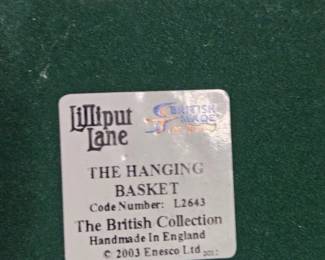 Lilliput
Lane
BRITISH
MADE
THE HANGING
BASKET
Code Number: L2643
The British Collection
Handmade In England
© 2003 Enesco Ltd